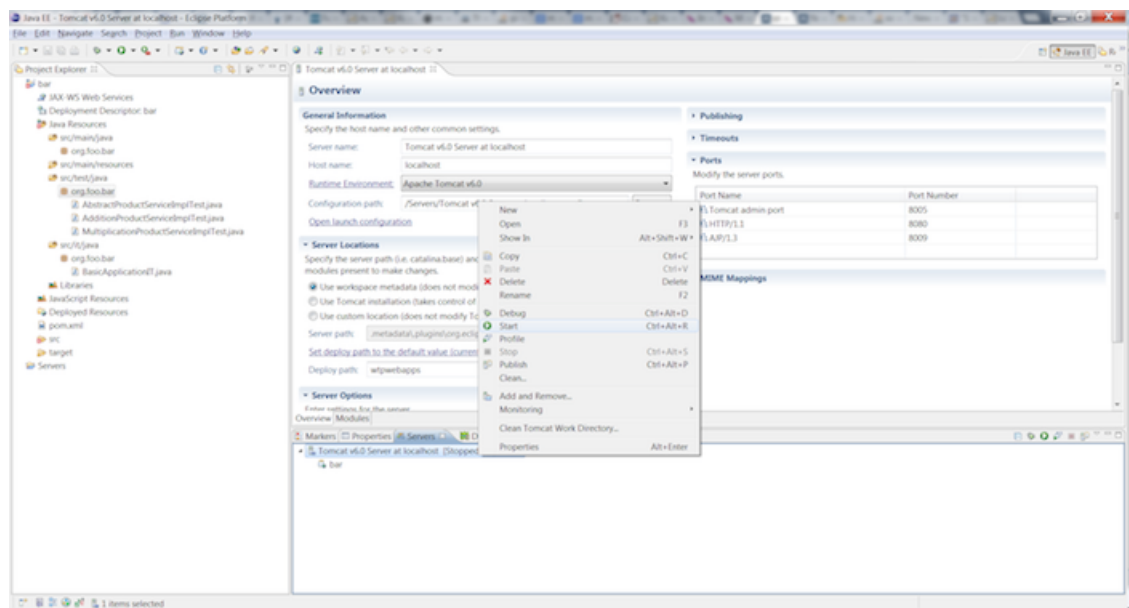 Java EE - Tomcat v6.0 Server at localhost - Eclipse Platform
File Edit Navigate Search Project Run Window Help
Java EE
Project Explorer
Tomcat v6.0 Server at localhost
bar
JAX-WS Web Services
Deployment Descriptor: bar
Java Resources
src/main/java
org.foo.bar
src/main/resources
src/test/java
org.foo.bar
AbstractProductServiceImplTest.java
AdditionProductServiceImplTest.java
MultiplicationProductServiceImplTest.java
src/it/java
org.foo.bar
BasicApplicationIT.java
Libraries
JavaScript Resources
Deployed Resources
pom.xml
src
target
Servers
Overview
General Information
Specify the host name and other common settings.
Server name: Tomcat v6.0 Server at localhost
Host name: localhost
Runtime Environment: Apache Tomcat v6.0
Configuration path: /Servers/Tomcat
Open launch configuration
Server Locations
Specify the server path (i.e. catalina.base) and
modules present to make changes.
Use workspace metadata (does not
Use Tomcat installation (takes control of
Use custom location (does not modify
Server path: .metadata\.plugins\
Set deploy path to the default value
Deploy path: wtpwebapps
Server Options
Enter settings for the server
Overview Modules
Publishing
Timeouts
Ports
Modify the server ports.
Port Name Port Number
Tomcat admin port 8005
HTTP/1.1 8080
AJP/1.3 8009
MIME Mappings
New
Open F3
Show In Alt+Shift+W
Copy Ctrl+C
Paste Ctrl+V
Delete Delete
Rename F2
Debug Ctrl+Alt+D
Start Ctrl+Alt+R
Profile
Stop Ctrl+Alt+S
Publish Ctrl+Alt+P
Clean...
Add and Remove...
Monitoring
Clean Tomcat Work Directory...
Properties Alt+Enter
Markers Properties Servers
Tomcat v6.0 Server at localhost [Stopped
bar
1 items selected